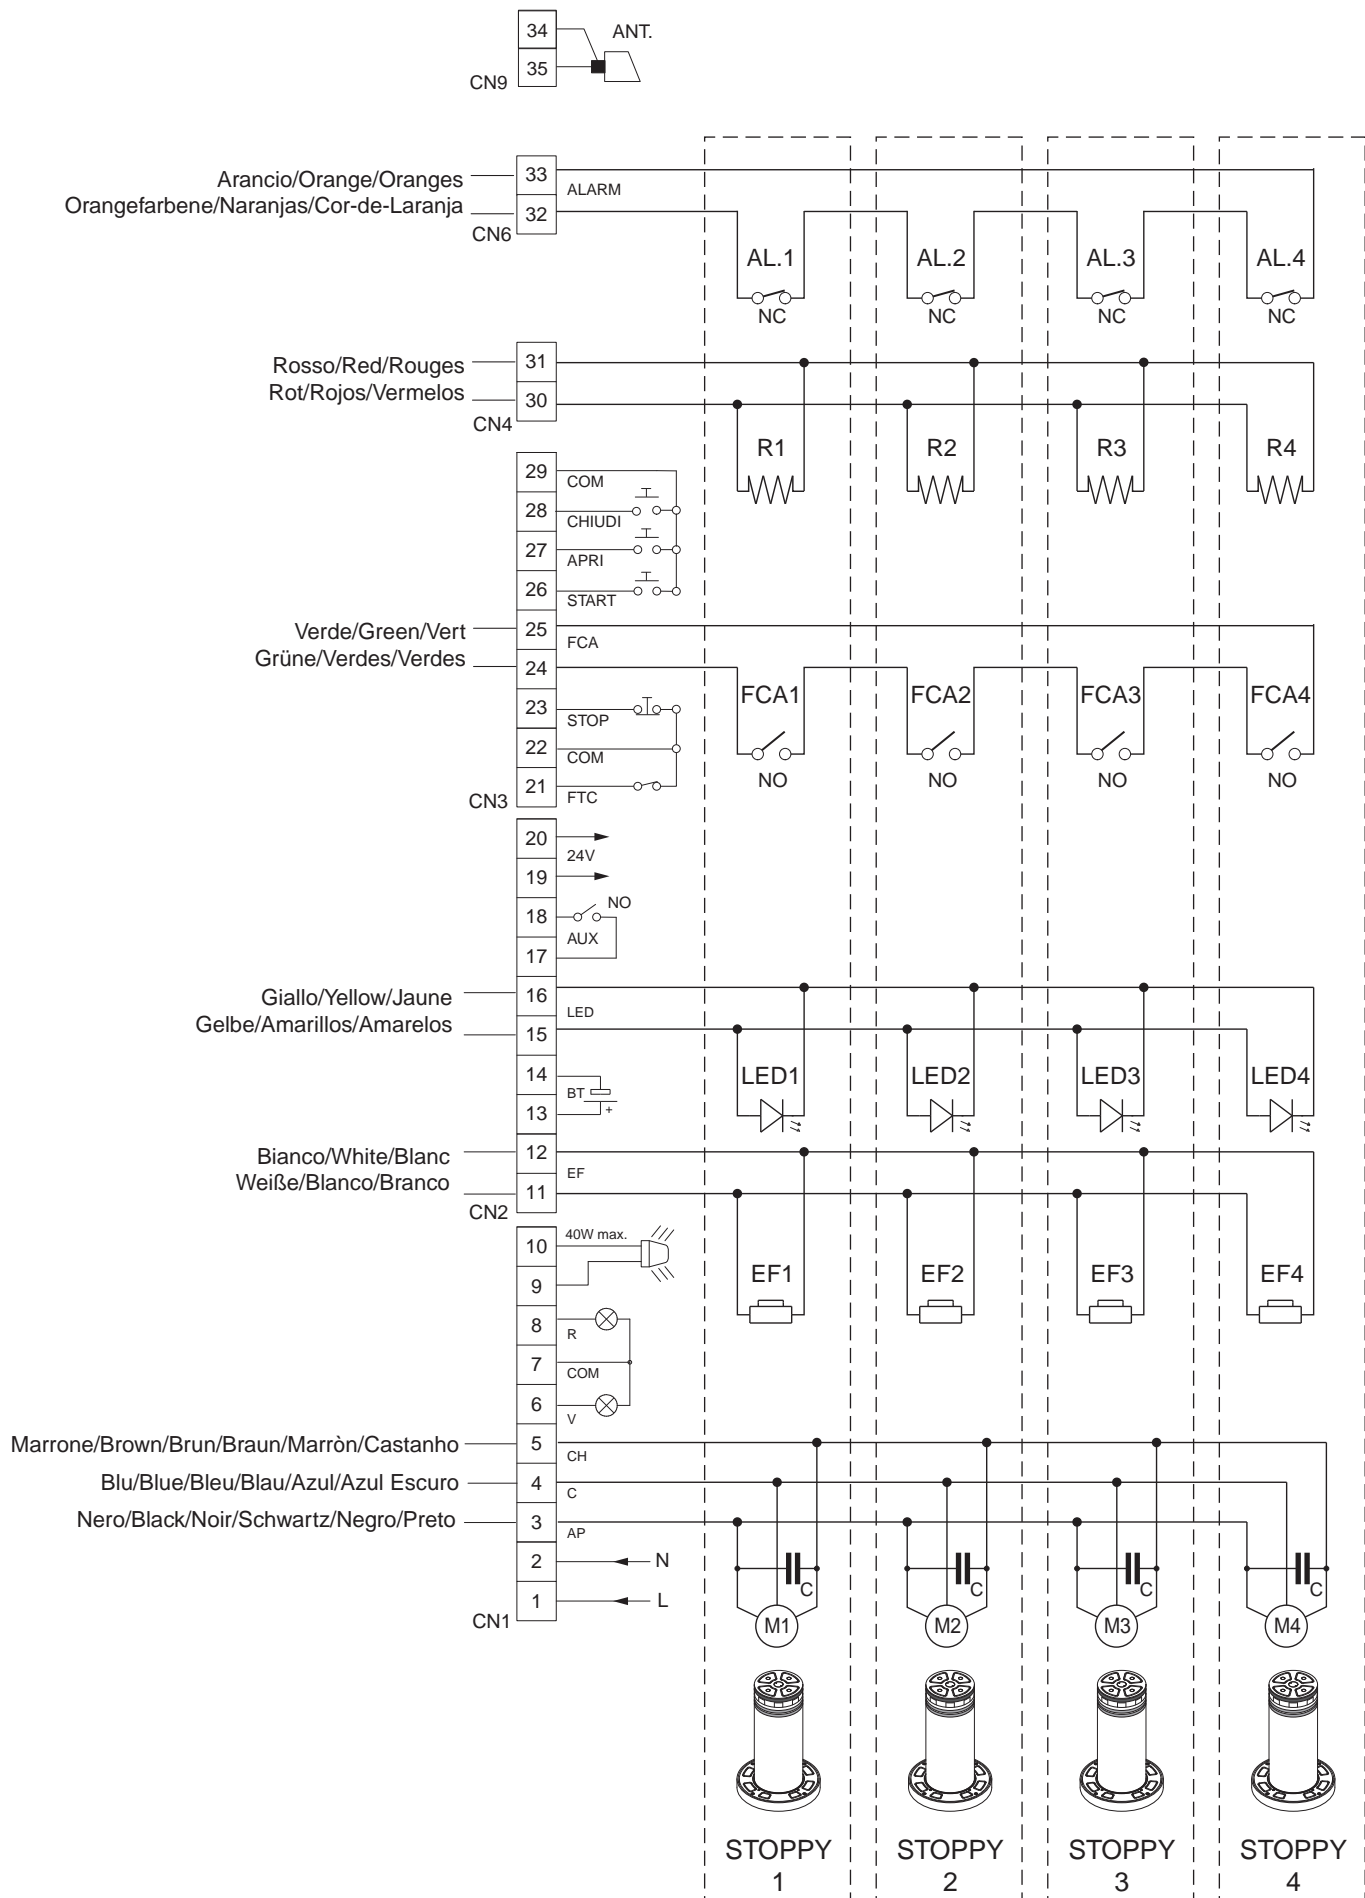 34 ANT.
35
CN9
33
Arancio/Orange/Oranges
ALARM
Orangefarbene/Naranjas/Cor-de-Laranja
32
CN6
AL.1 AL.2 AL.3 AL.4
NC NC NC NC
31
Rosso/Red/Rouges
Rot/Rojos/Vermelos
30
CN4
R1 R2 R3 R4
29
COM
28
CHIUDI
27
APRI
26
START
25
Verde/Green/Vert
FCA
Grüne/Verdes/Verdes
24
FCA1 FCA2 FCA3 FCA4
23
STOP
22
COM
NO NO NO NO
21
FTC
CN3
20
24V
19
18 NO
AUX
17
16
Giallo/Yellow/Jaune
LED
Gelbe/Amarillos/Amarelos
15
14
LED1 LED2 LED3 LED4
BT
13 +
12
Bianco/White/Blanc
EF
Weiße/Blanco/Branco
11
CN2
10 40W max.
9
EF1 EF2 EF3 EF4
8
R
7
COM
6
V
Marrone/Brown/Brun/Braun/Marròn/Castanho
5
CH
Blu/Blue/Bleu/Blau/Azul/Azul Escuro
4
C
Nero/Black/Noir/Schwartz/Negro/Preto
3
AP
2 N
C C C C
1 L
CN1
M1 M2 M3 M4
STOPPY STOPPY STOPPY STOPPY
1 2 3 4